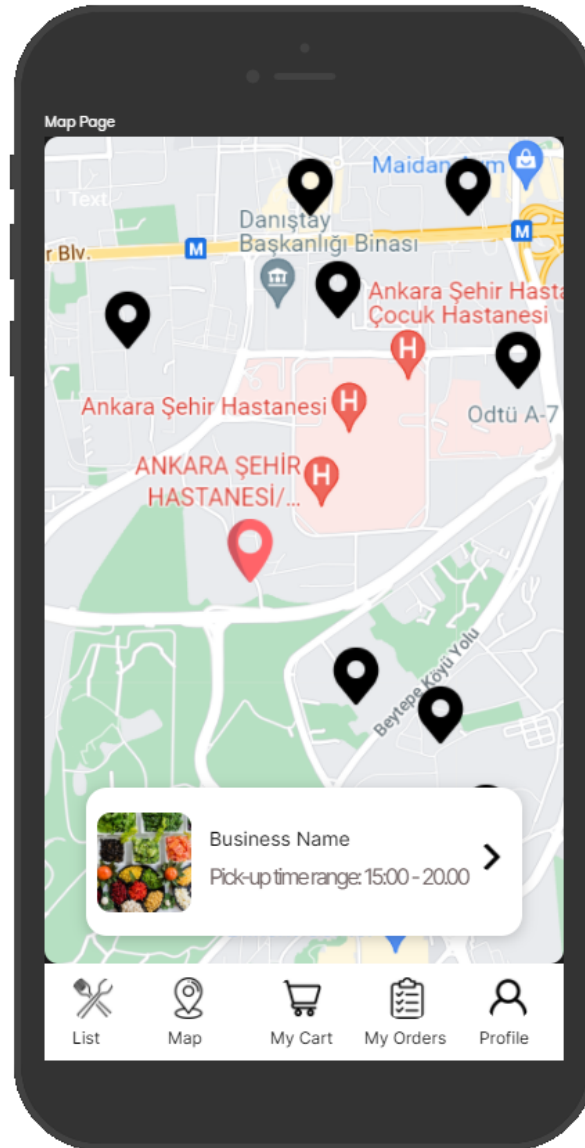 Map Page
Maidan Avm
Text
Danıştay
Başkanlığı Binası
r Blv.
M
M
Ankara Şehir Hasta
Çocuk Hastanesi
H
Ankara Şehir Hastanesi
H
Odtü A-7
ANKARA ŞEHİR
HASTANESİ/...
H
Beytepe Köyü Yolu
Business Name
Pick-up time range: 15:00 - 20.00
List
Map
My Cart
My Orders
Profile